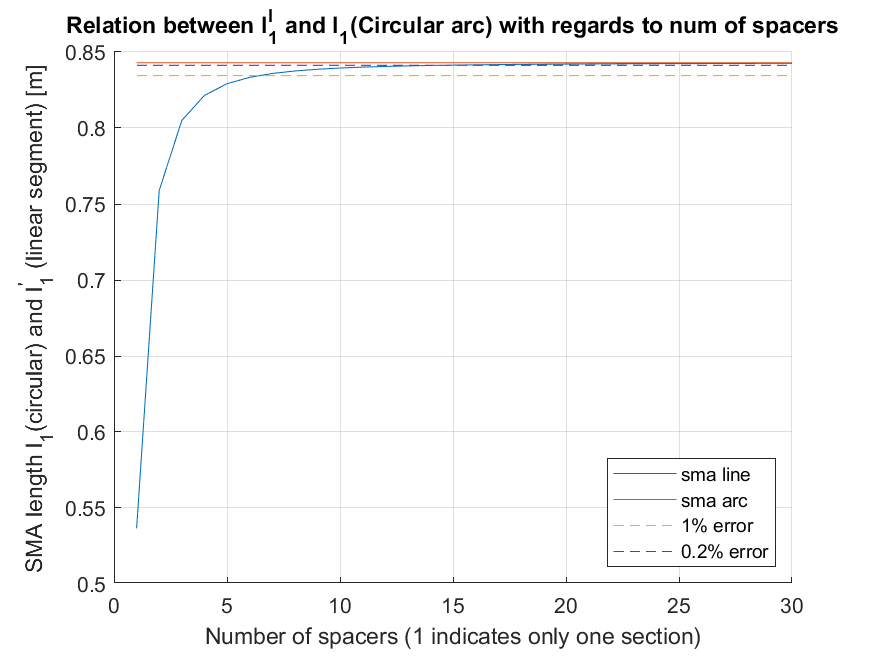 Relation between l₁ˡ and l₁(Circular arc) with regards to num of spacers
SMA length l₁(circular) and l₁' (linear segment) [m]
0.85
0.8
0.75
0.7
0.65
0.6
0.55
0.5
0 5 10 15 20 25 30
Number of spacers (1 indicates only one section)
sma line
sma arc
1% error
0.2% error